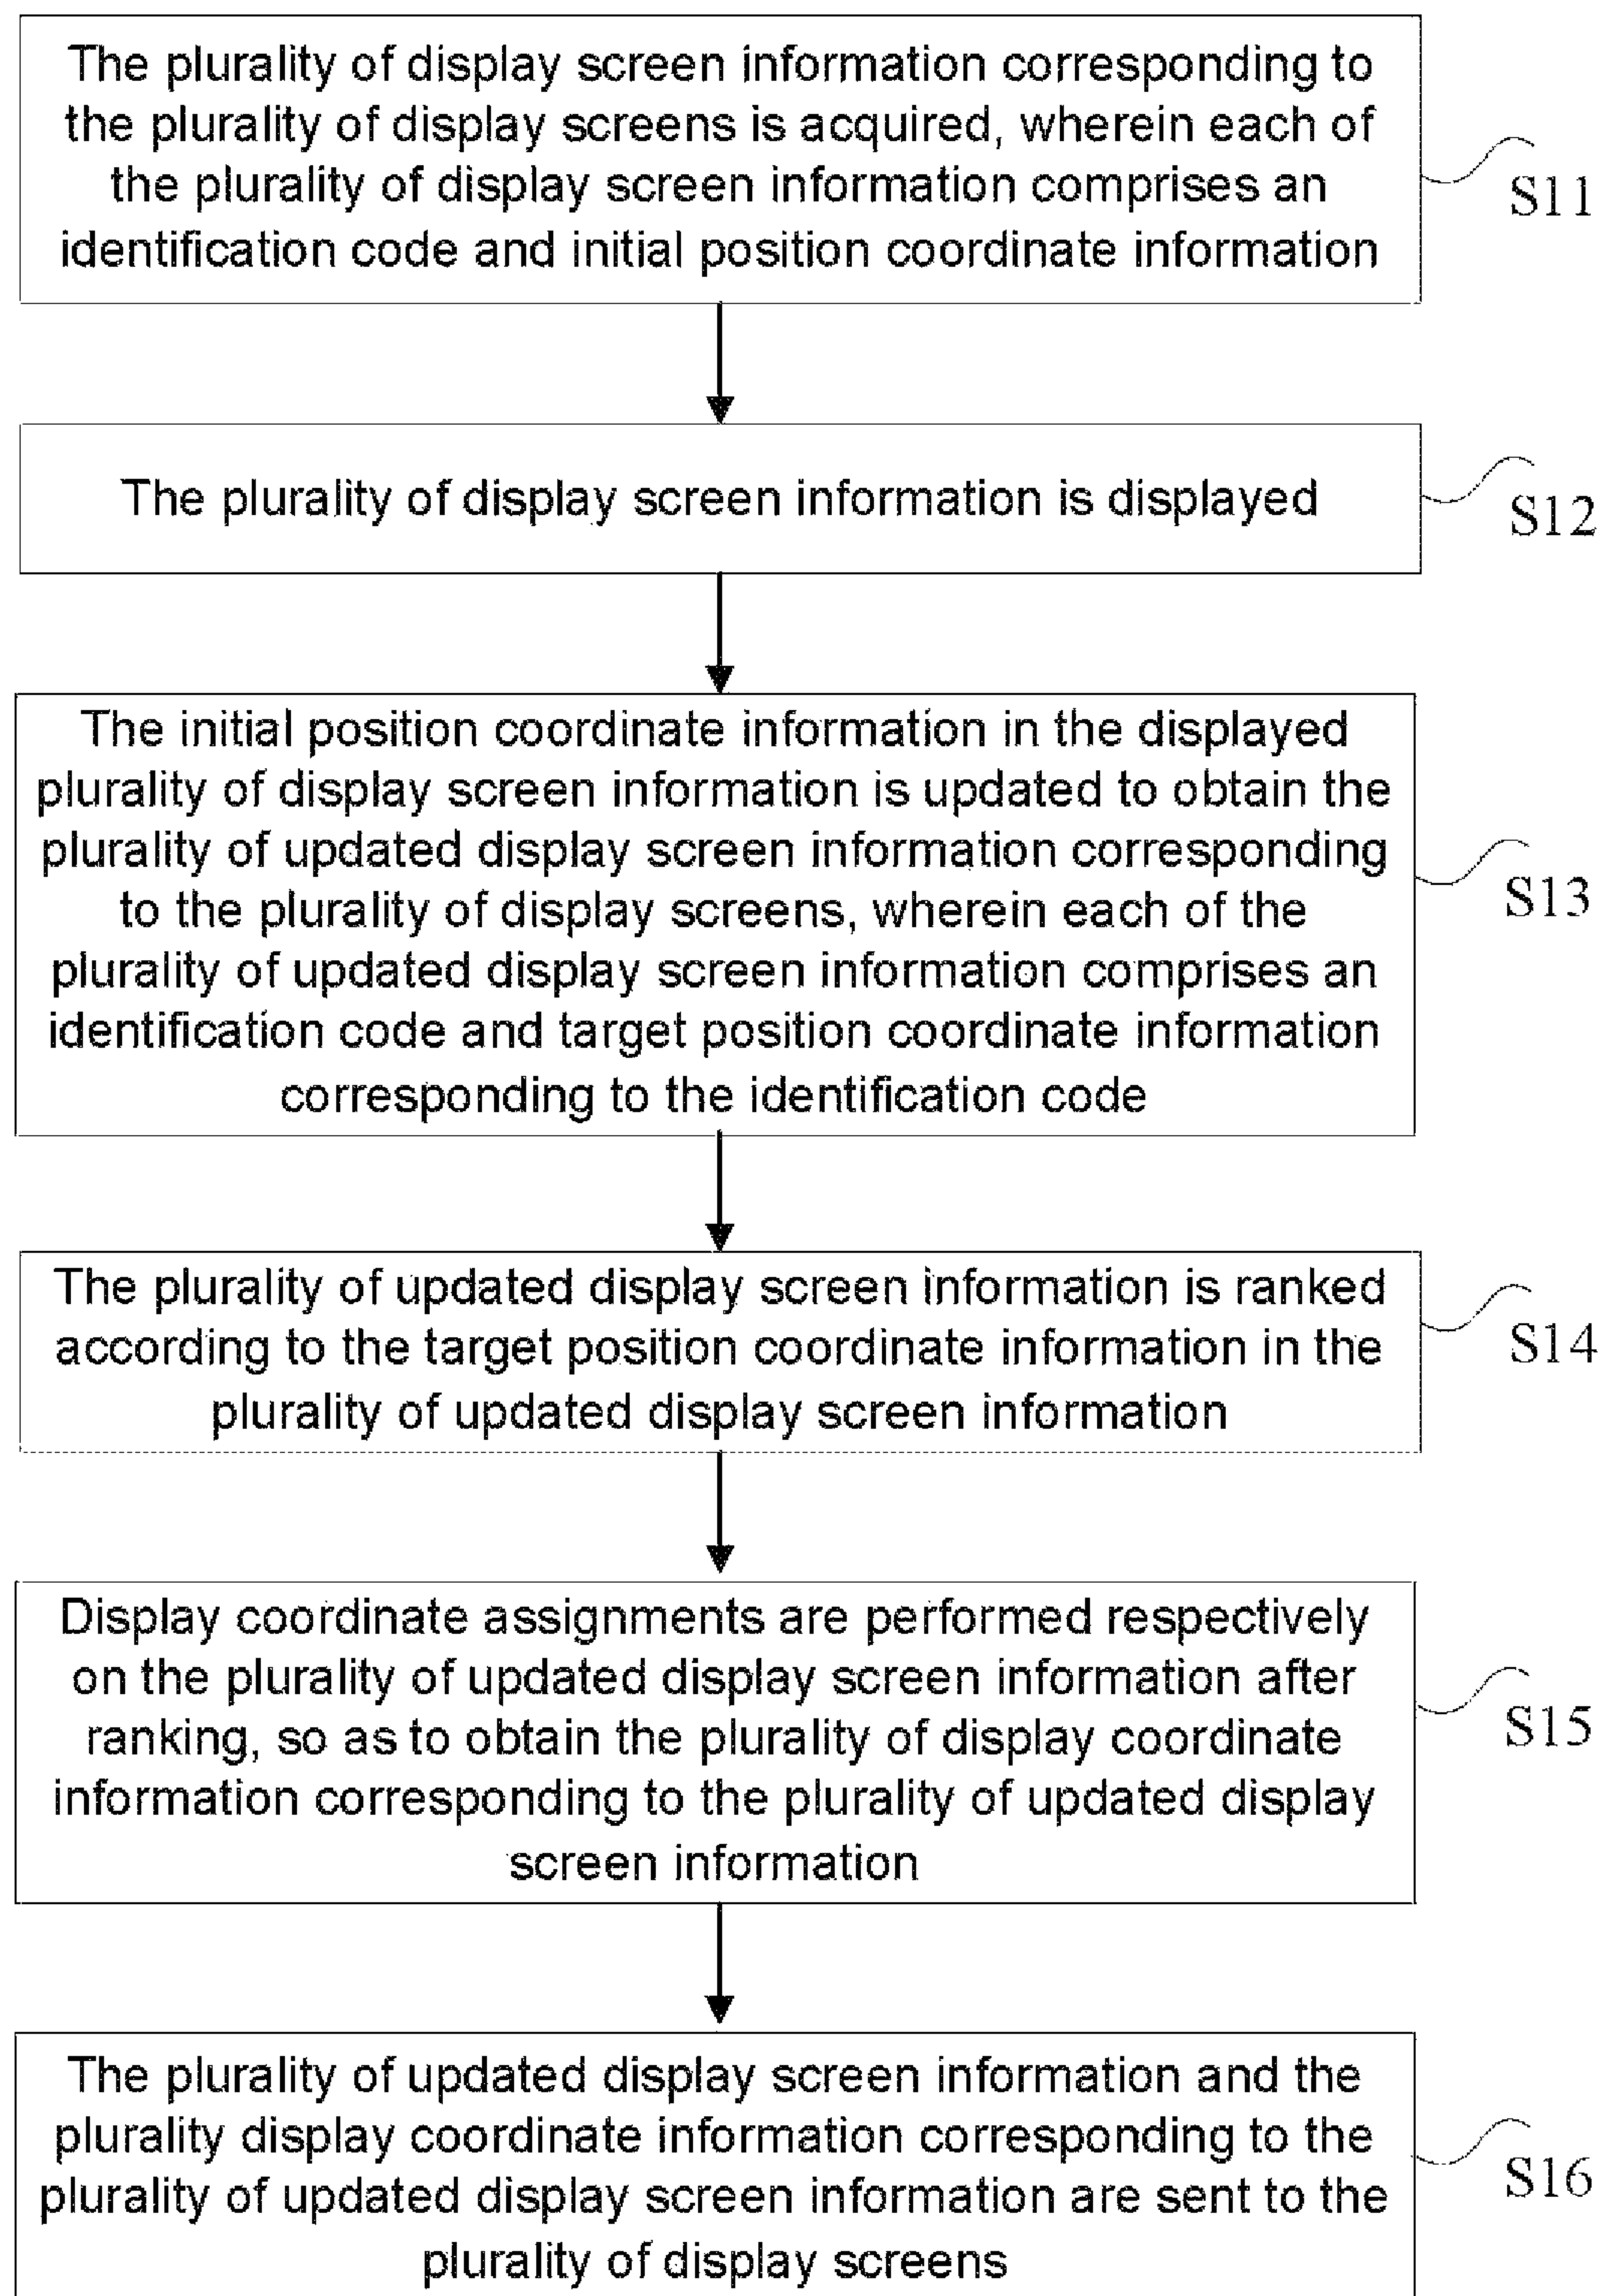 The plurality of display screen information corresponding to
the plurality of display screens is acquired, wherein each of
the plurality of display screen information comprises an
identification code and initial position coordinate information
S11
The plurality of display screen information is displayed
S12
The initial position coordinate information in the displayed
plurality of display screen information is updated to obtain the
plurality of updated display screen information corresponding
to the plurality of display screens, wherein each of the
plurality of updated display screen information comprises an
identification code and target position coordinate information
corresponding to the identification code
S13
The plurality of updated display screen information is ranked
according to the target position coordinate information in the
plurality of updated display screen information
S14
Display coordinate assignments are performed respectively
on the plurality of updated display screen information after
ranking, so as to obtain the plurality of display coordinate
information corresponding to the plurality of updated display
screen information
S15
The plurality of updated display screen information and the
plurality display coordinate information corresponding to the
plurality of updated display screen information are sent to the
plurality of display screens
S16